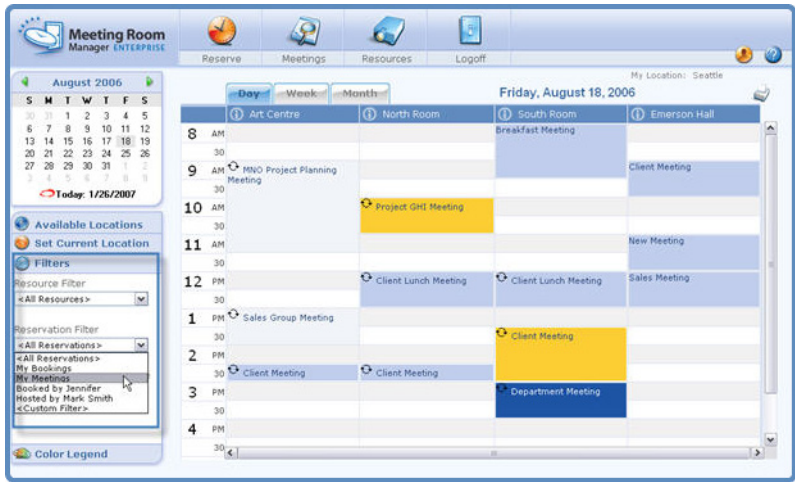 Meeting Room
Manager ENTERPRISE
Reserve Meetings Resources Logoff
My Location: Seattle
August 2006
S M T W T F S
30 31 1 2 3 4 5
6 7 8 9 10 11 12
13 14 15 16 17 18 19
20 21 22 23 24 25 26
27 28 29 30 31 1 2
3 4 5 6 7 8 9
Today: 1/26/2007
Available Locations
Set Current Location
Filters
Resource Filter
<All Resources>
Reservation Filter
<All Reservations>
<All Reservations>
My Bookings
My Meetings
Booked by Jennifer
Hosted by Mark Smith
<Custom Filter>
Color Legend
Day Week Month
Friday, August 18, 2006
Art Centre North Room South Room Emerson Hall
8 AM Breakfast Meeting
30
9 AM MNO Project Planning Meeting Client Meeting
30
10 AM Project GHI Meeting
30
11 AM New Meeting
30
12 PM Client Lunch Meeting Client Lunch Meeting Sales Meeting
30
1 PM Sales Group Meeting
30 Client Meeting
2 PM
30 Client Meeting Client Meeting
3 PM Department Meeting
30
4 PM
30